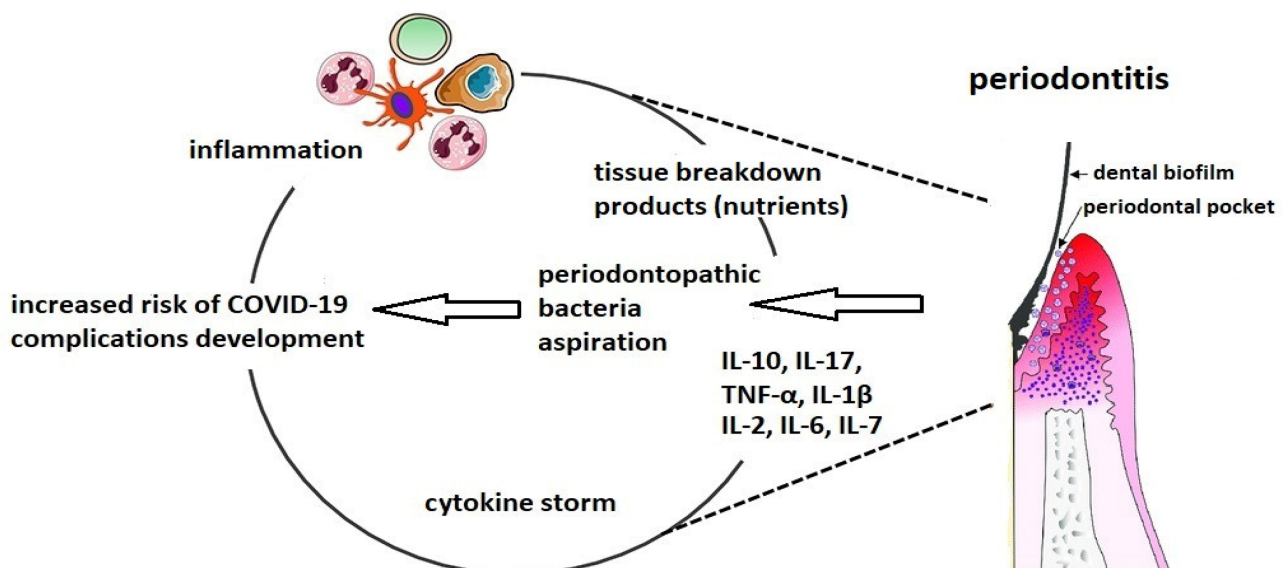 periodontitis
inflammation
dental biofilm
tissue breakdown
products (nutrients)
periodontal pocket
periodontopathic
bacteria
aspiration
increased risk of COVID-19
complications development
IL-10, IL-17,
TNF-α, IL-1β
IL-2, IL-6, IL-7
cytokine storm